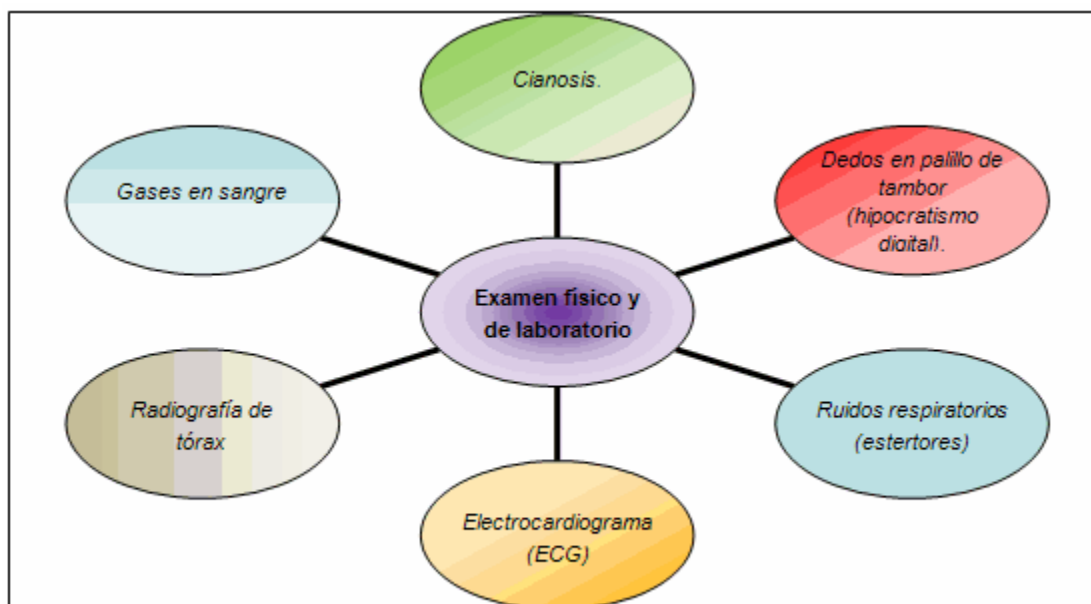 Cianosis.
Dedos en palillo de
tambor
(hipocratismo
digital).
Gases en sangre
Examen físico y
de laboratorio
Radiografía de
tórax
Ruidos respiratorios
(estertores)
Electrocardiograma
(ECG)